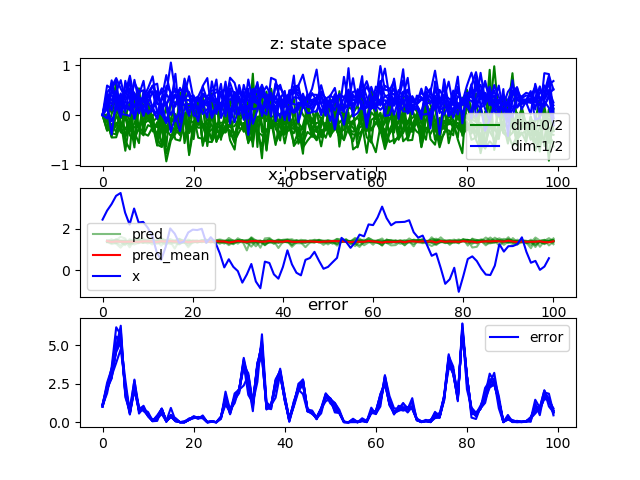 z: state space
1
0
−1
dim-0/2
dim-1/2
0 20 40 60 80 100
x: observation
2
0
pred
pred_mean
x
0 20 40 60 80 100
error
5.0
2.5
0.0
error
0 20 40 60 80 100